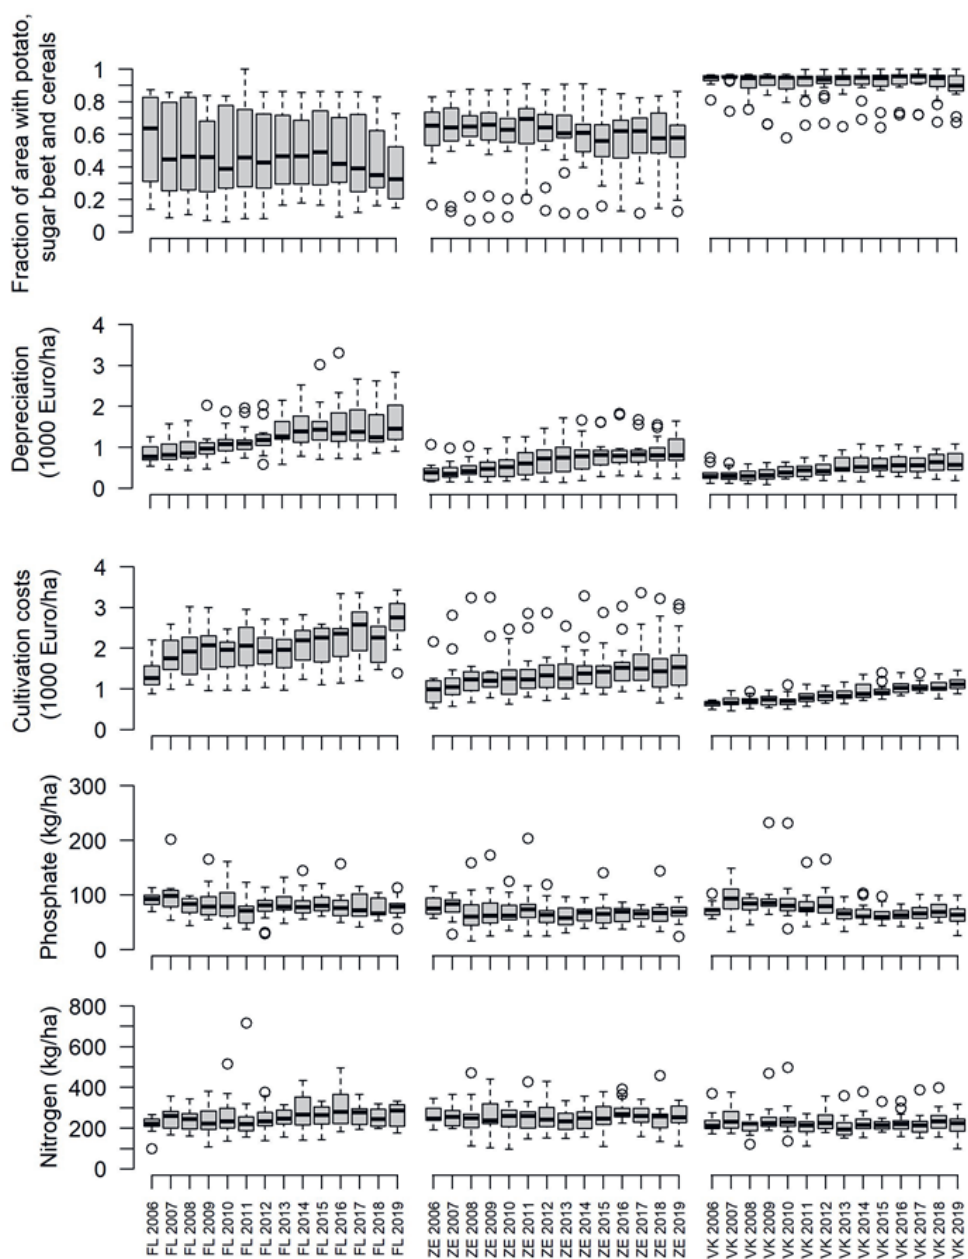 Fraction of area with potato,
sugar beet and cereals
1
0.8
0.6
0.4
0.2
0
Depreciation
(1000 Euro/ha)
4
3
2
1
0
Cultivation costs
(1000 Euro/ha)
4
3
2
1
0
Phosphate (kg/ha)
300
200
100
0
Nitrogen (kg/ha)
800
600
400
200
0
FL 2006
FL 2007
FL 2008
FL 2009
FL 2010
FL 2011
FL 2012
FL 2013
FL 2014
FL 2015
FL 2016
FL 2017
FL 2018
FL 2019
ZE 2006
ZE 2007
ZE 2008
ZE 2009
ZE 2010
ZE 2011
ZE 2012
ZE 2013
ZE 2014
ZE 2015
ZE 2016
ZE 2017
ZE 2018
ZE 2019
VK 2006
VK 2007
VK 2008
VK 2009
VK 2010
VK 2011
VK 2012
VK 2013
VK 2014
VK 2015
VK 2016
VK 2017
VK 2018
VK 2019